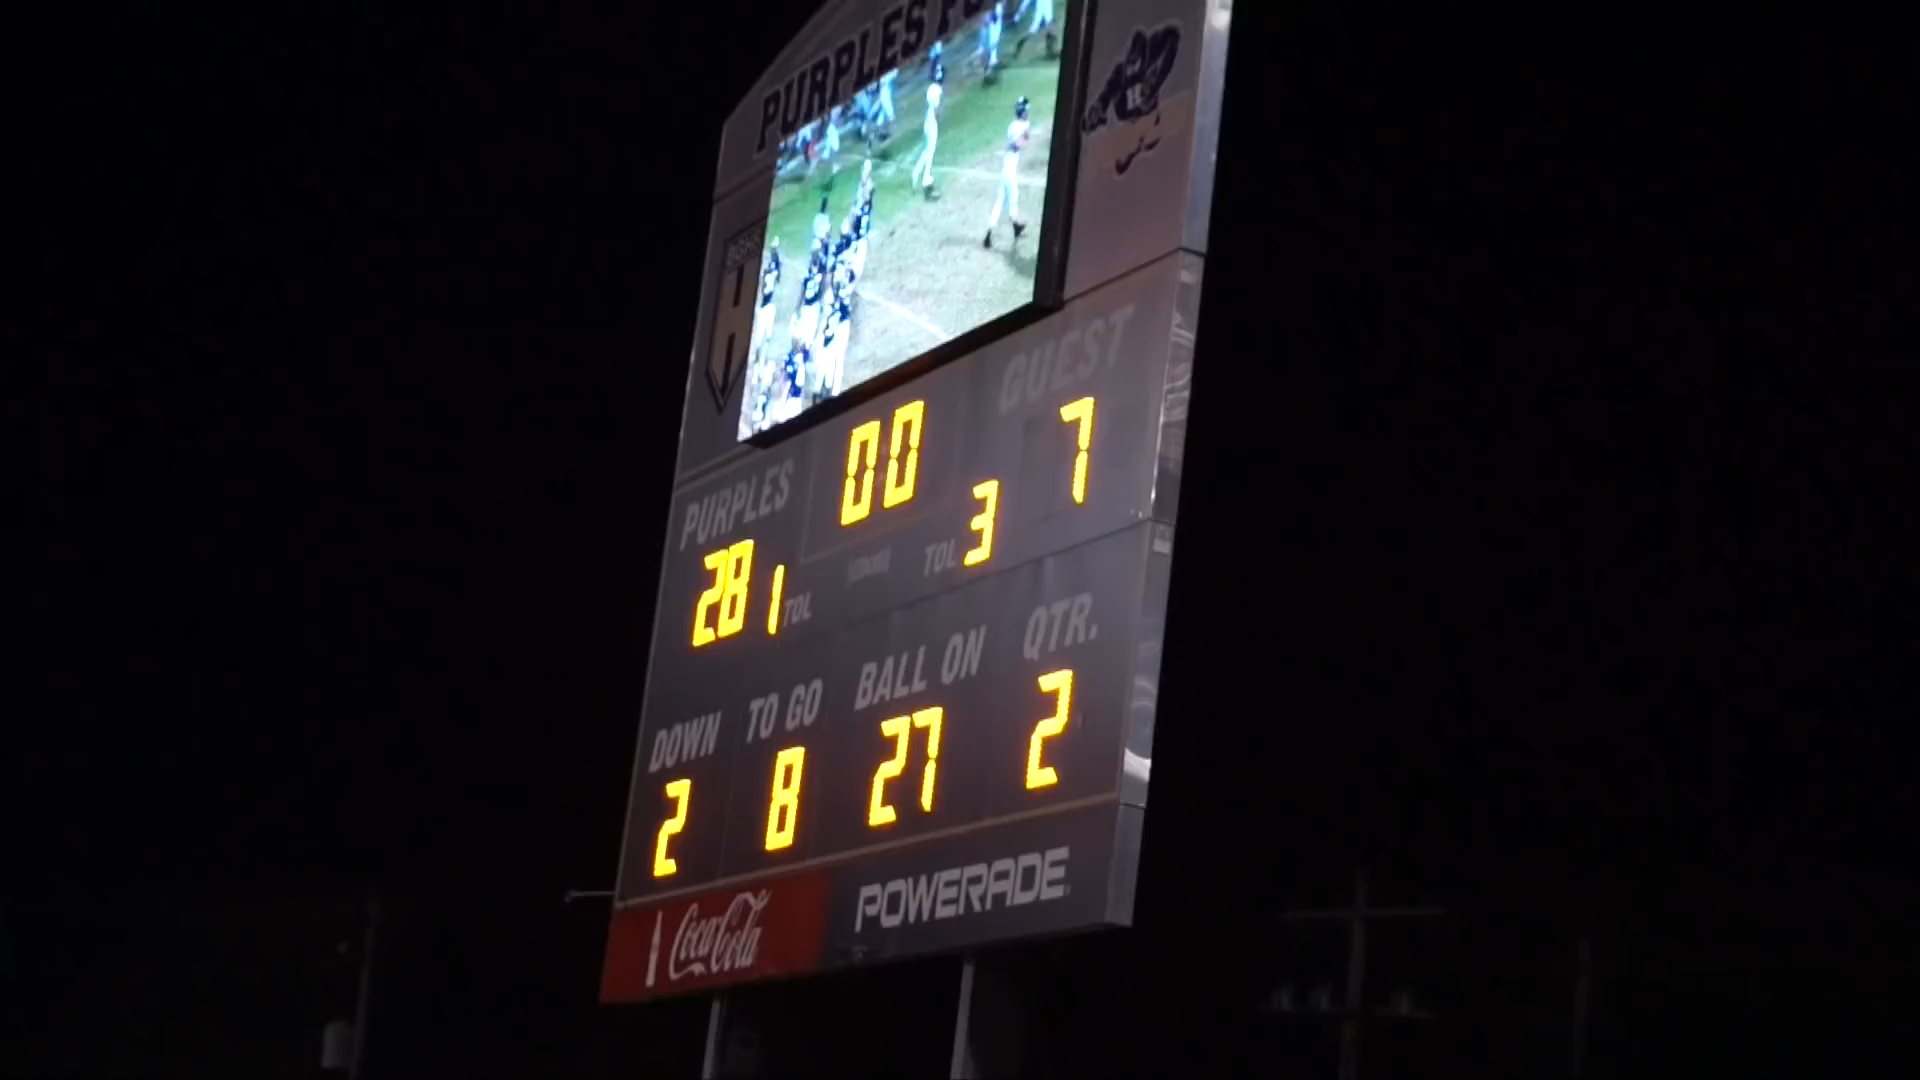 PURPLES
H
GUEST
00
7
PURPLES
TOL 3
28 1 TOL
DOWN TO GO BALL ON QTR.
2 8 27 2
Coca-Cola
POWERADE